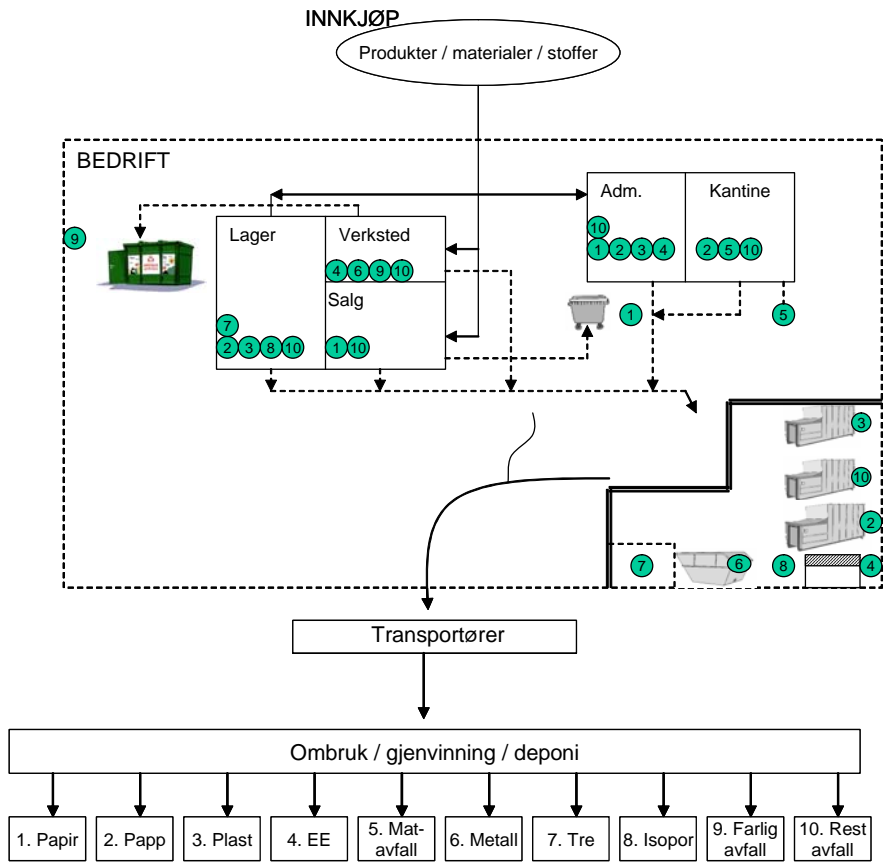 INNKJØP
Produkter / materialer / stoffer
BEDRIFT
Adm.
Kantine
10
1 2 3 4
2 5 10
9
Lager
Verksted
4 6 9 10
Salg
7
2 3 8 10
1 10
1
5
3
10
2
7
6
8
4
Transportører
Ombruk / gjenvinning / deponi
1. Papir
2. Papp
3. Plast
4. EE
5. Mat-
avfall
6. Metall
7. Tre
8. Isopor
9. Farlig
avfall
10. Rest
avfall